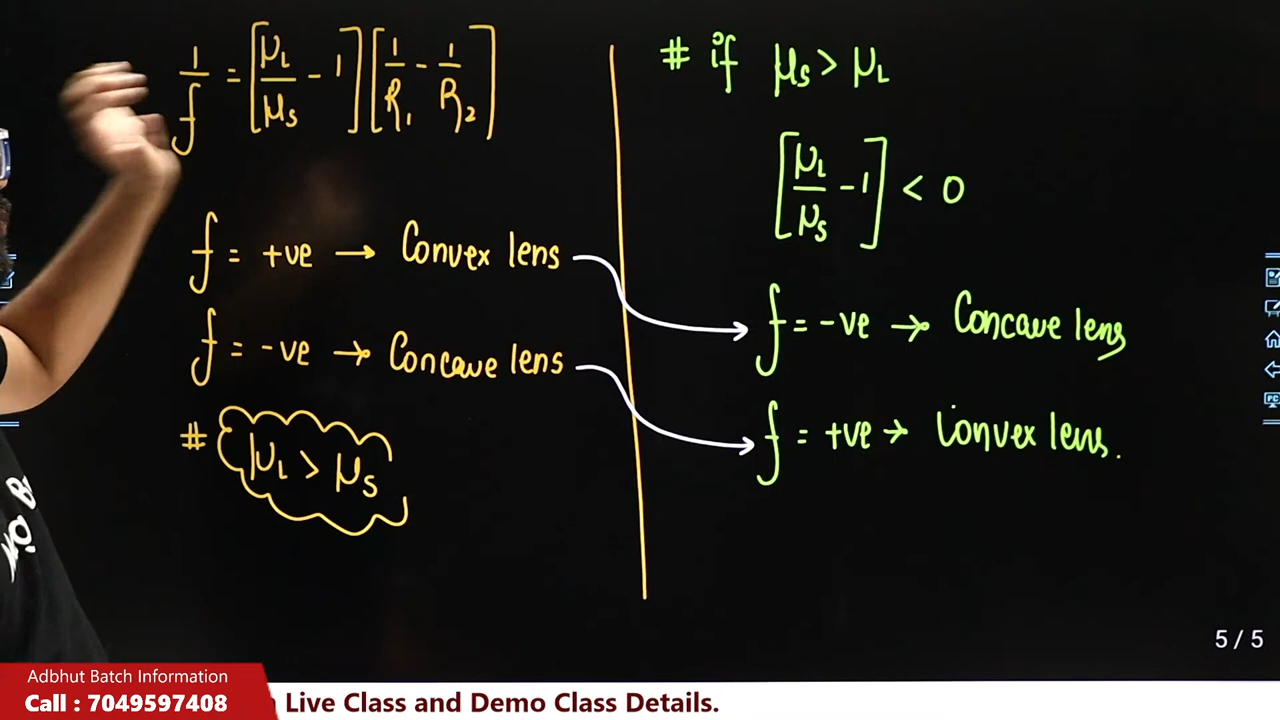 1/f = [μL/μS - 1] [1/R1 - 1/R2]
f = +ve → Convex lens
f = -ve → Concave lens
# μL > μS
# if μS > μL
[μL/μS - 1] < 0
f = -ve → Concave lens
f = +ve → Convex lens.
5 / 5
Adbhut Batch Information
Call : 7049597408
Live Class and Demo Class Details.